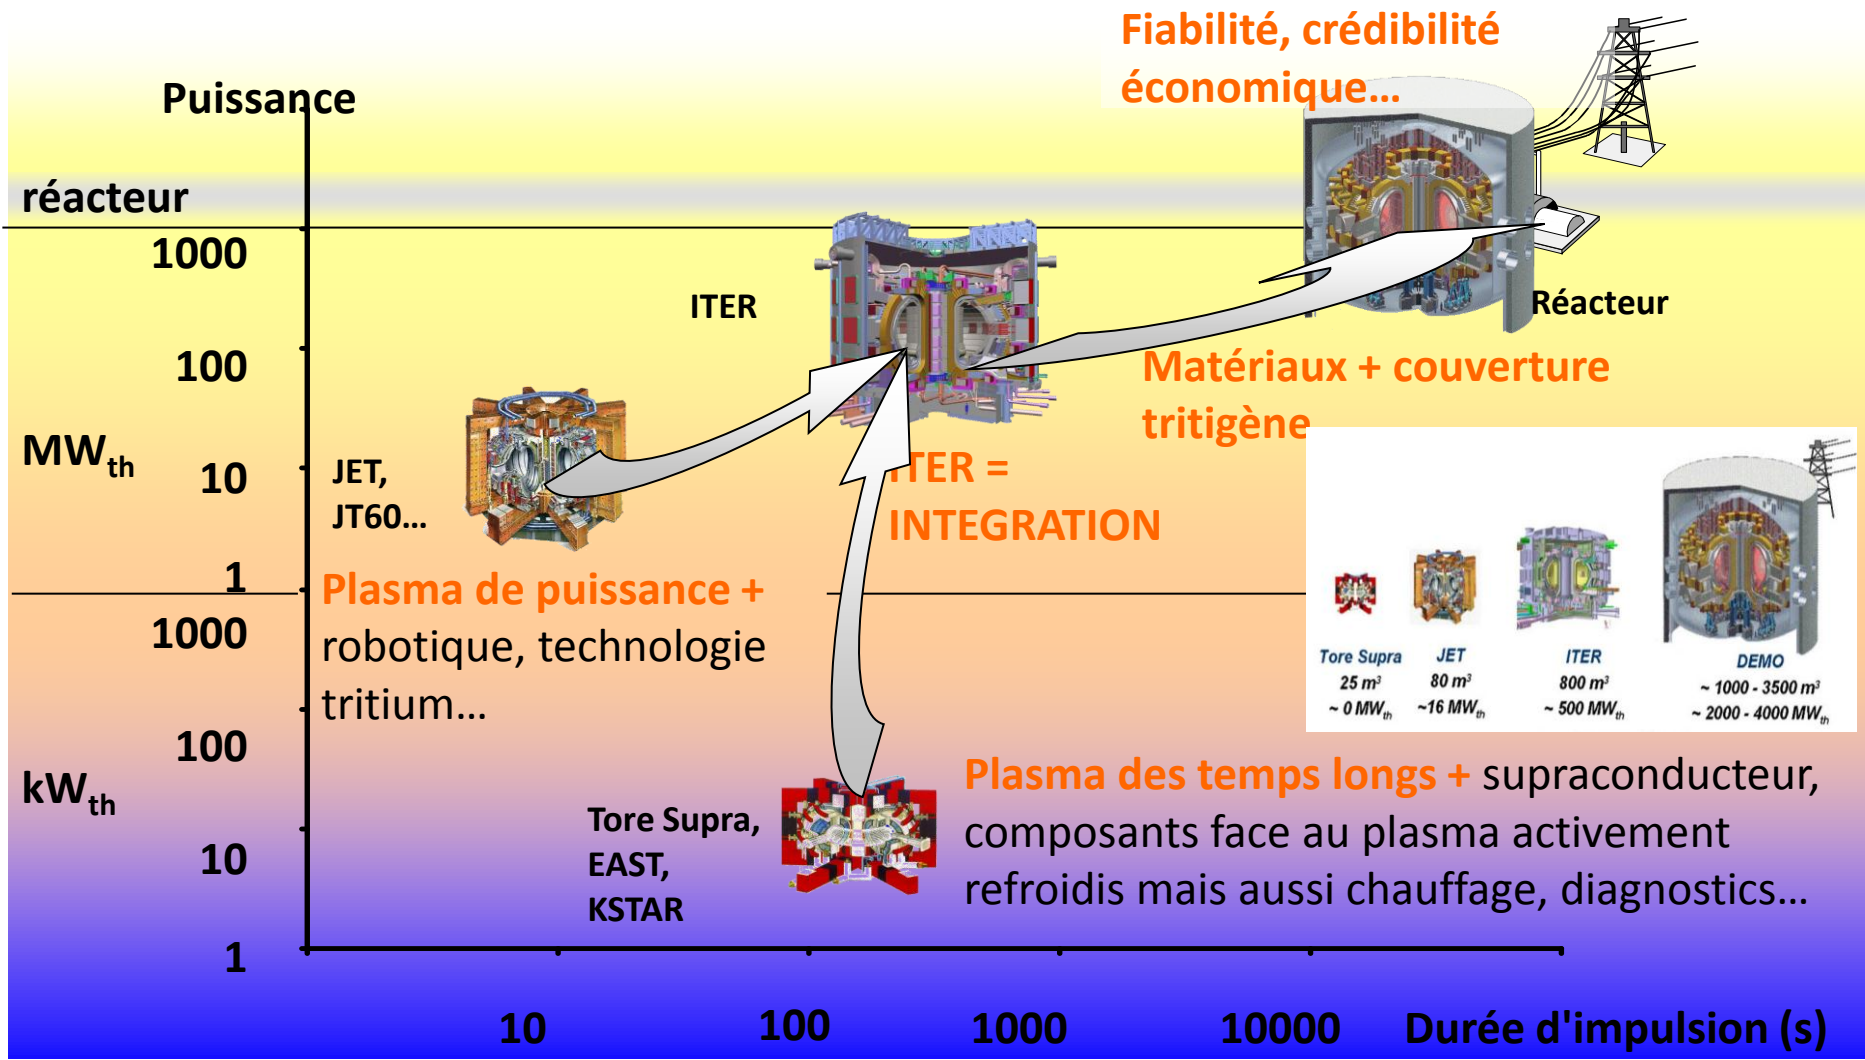 Fiabilité, crédibilité
économique...
Puissance
réacteur
1000
100
MWth
10
1
1000
100
kWth
10
1
ITER
Réacteur
Matériaux + couverture
tritigène
JET,
JT60...
ITER =
INTEGRATION
Plasma de puissance +
robotique, technologie
tritium...
Tore Supra
25 m³
~ 0 MWth
JET
80 m³
~16 MWth
ITER
800 m³
~ 500 MWth
DEMO
~ 1000 - 3500 m³
~ 2000 - 4000 MWth
Tore Supra,
EAST,
KSTAR
Plasma des temps longs + supraconducteur,
composants face au plasma activement
refroidis mais aussi chauffage, diagnostics...
10
100
1000
10000
Durée d'impulsion (s)